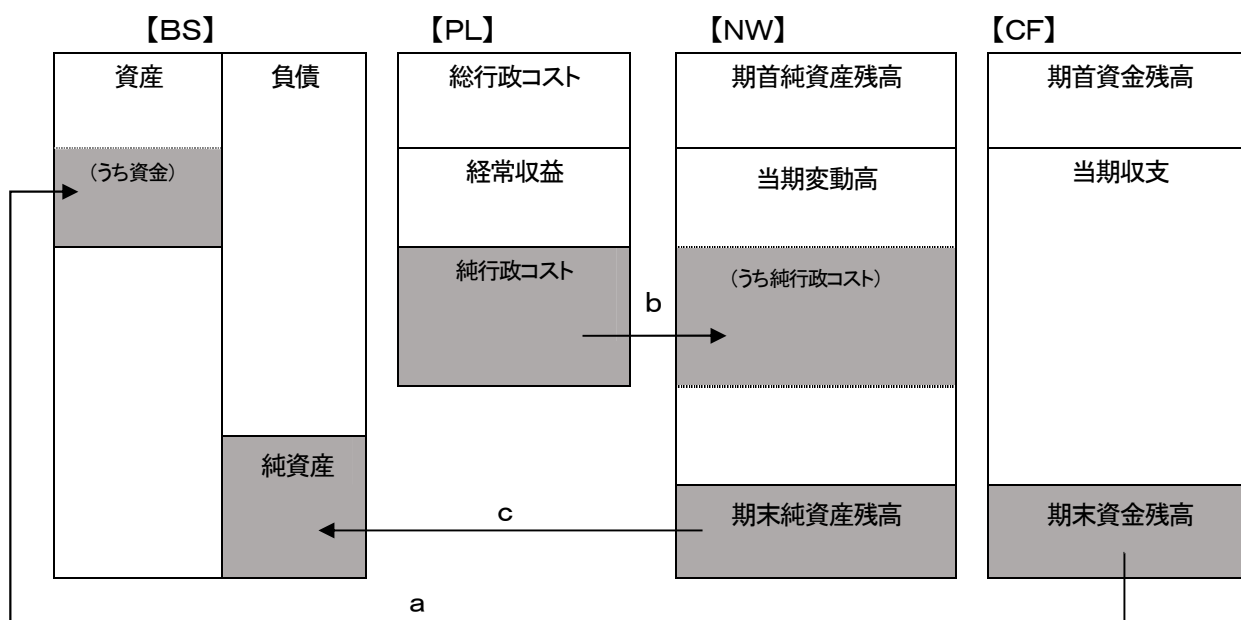 【BS】
【PL】
【NW】
【CF】
資産
負債
総行政コスト
期首純資産残高
期首資金残高
(うち資金)
経常収益
当期変動高
当期収支
純行政コスト
(うち純行政コスト)
b
純資産
c
期末純資産残高
期末資金残高
a